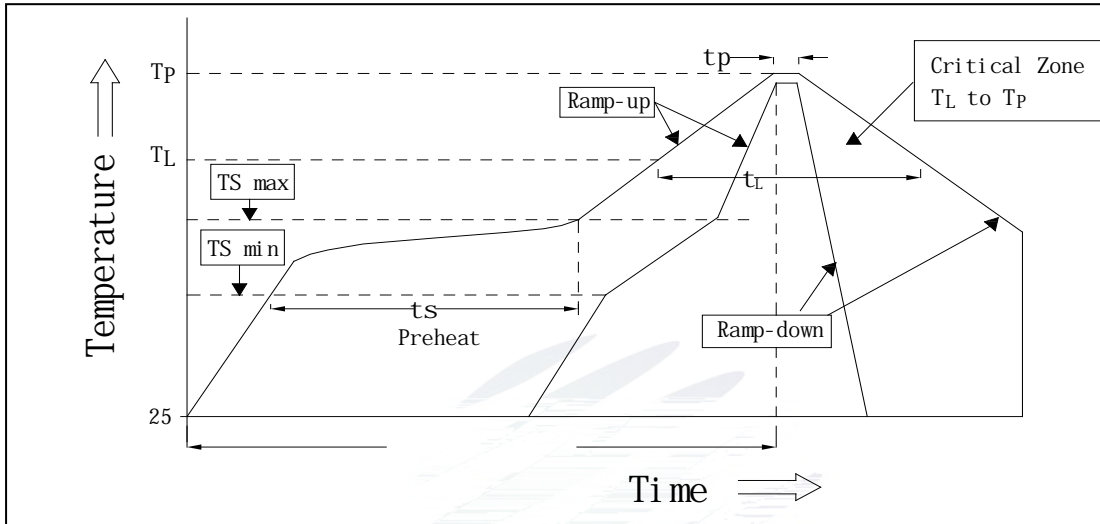 tp
TP
Critical Zone
TL to TP
Ramp-up
TL
TS max
tL
TS min
ts
Preheat
Ramp-down
25
Temperature
Time